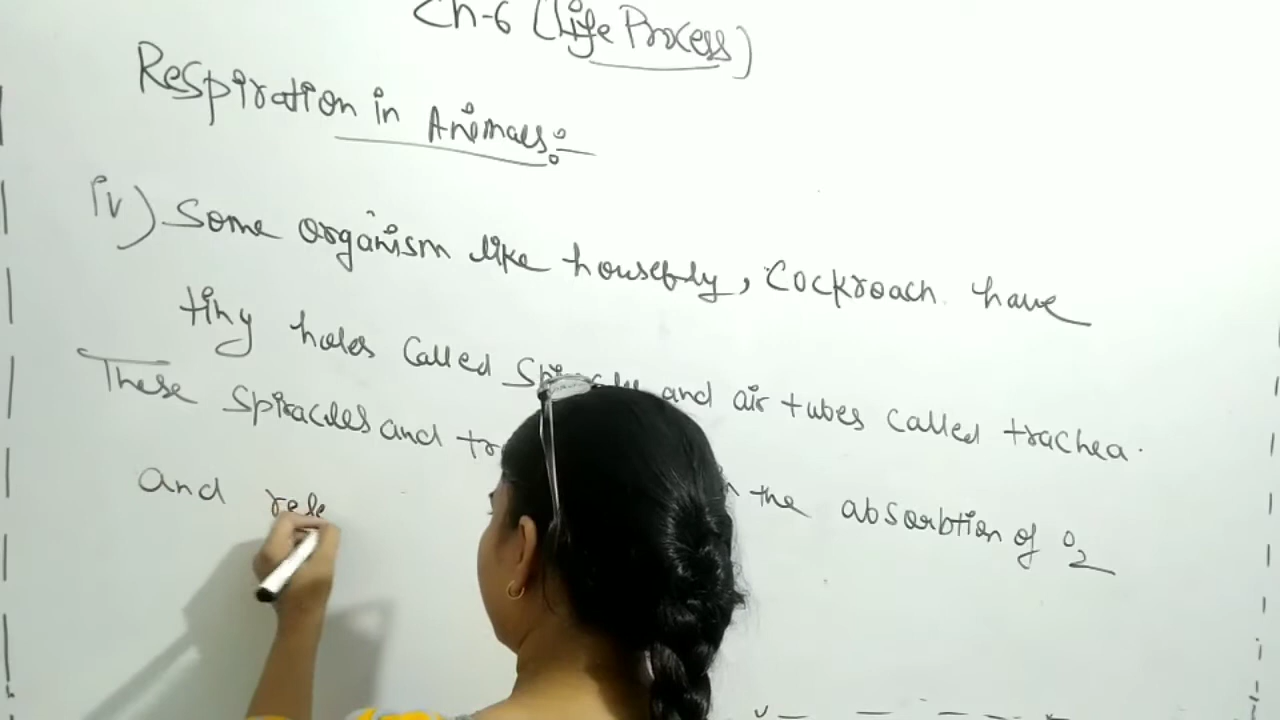 Ch-6 (Life Process)
Respiration in Animals:-
iv) Some organism like housefly, Cockroach have
tiny holes called and air tubes called trachea.
These Spiracles and the absorbtion of O2
and rele